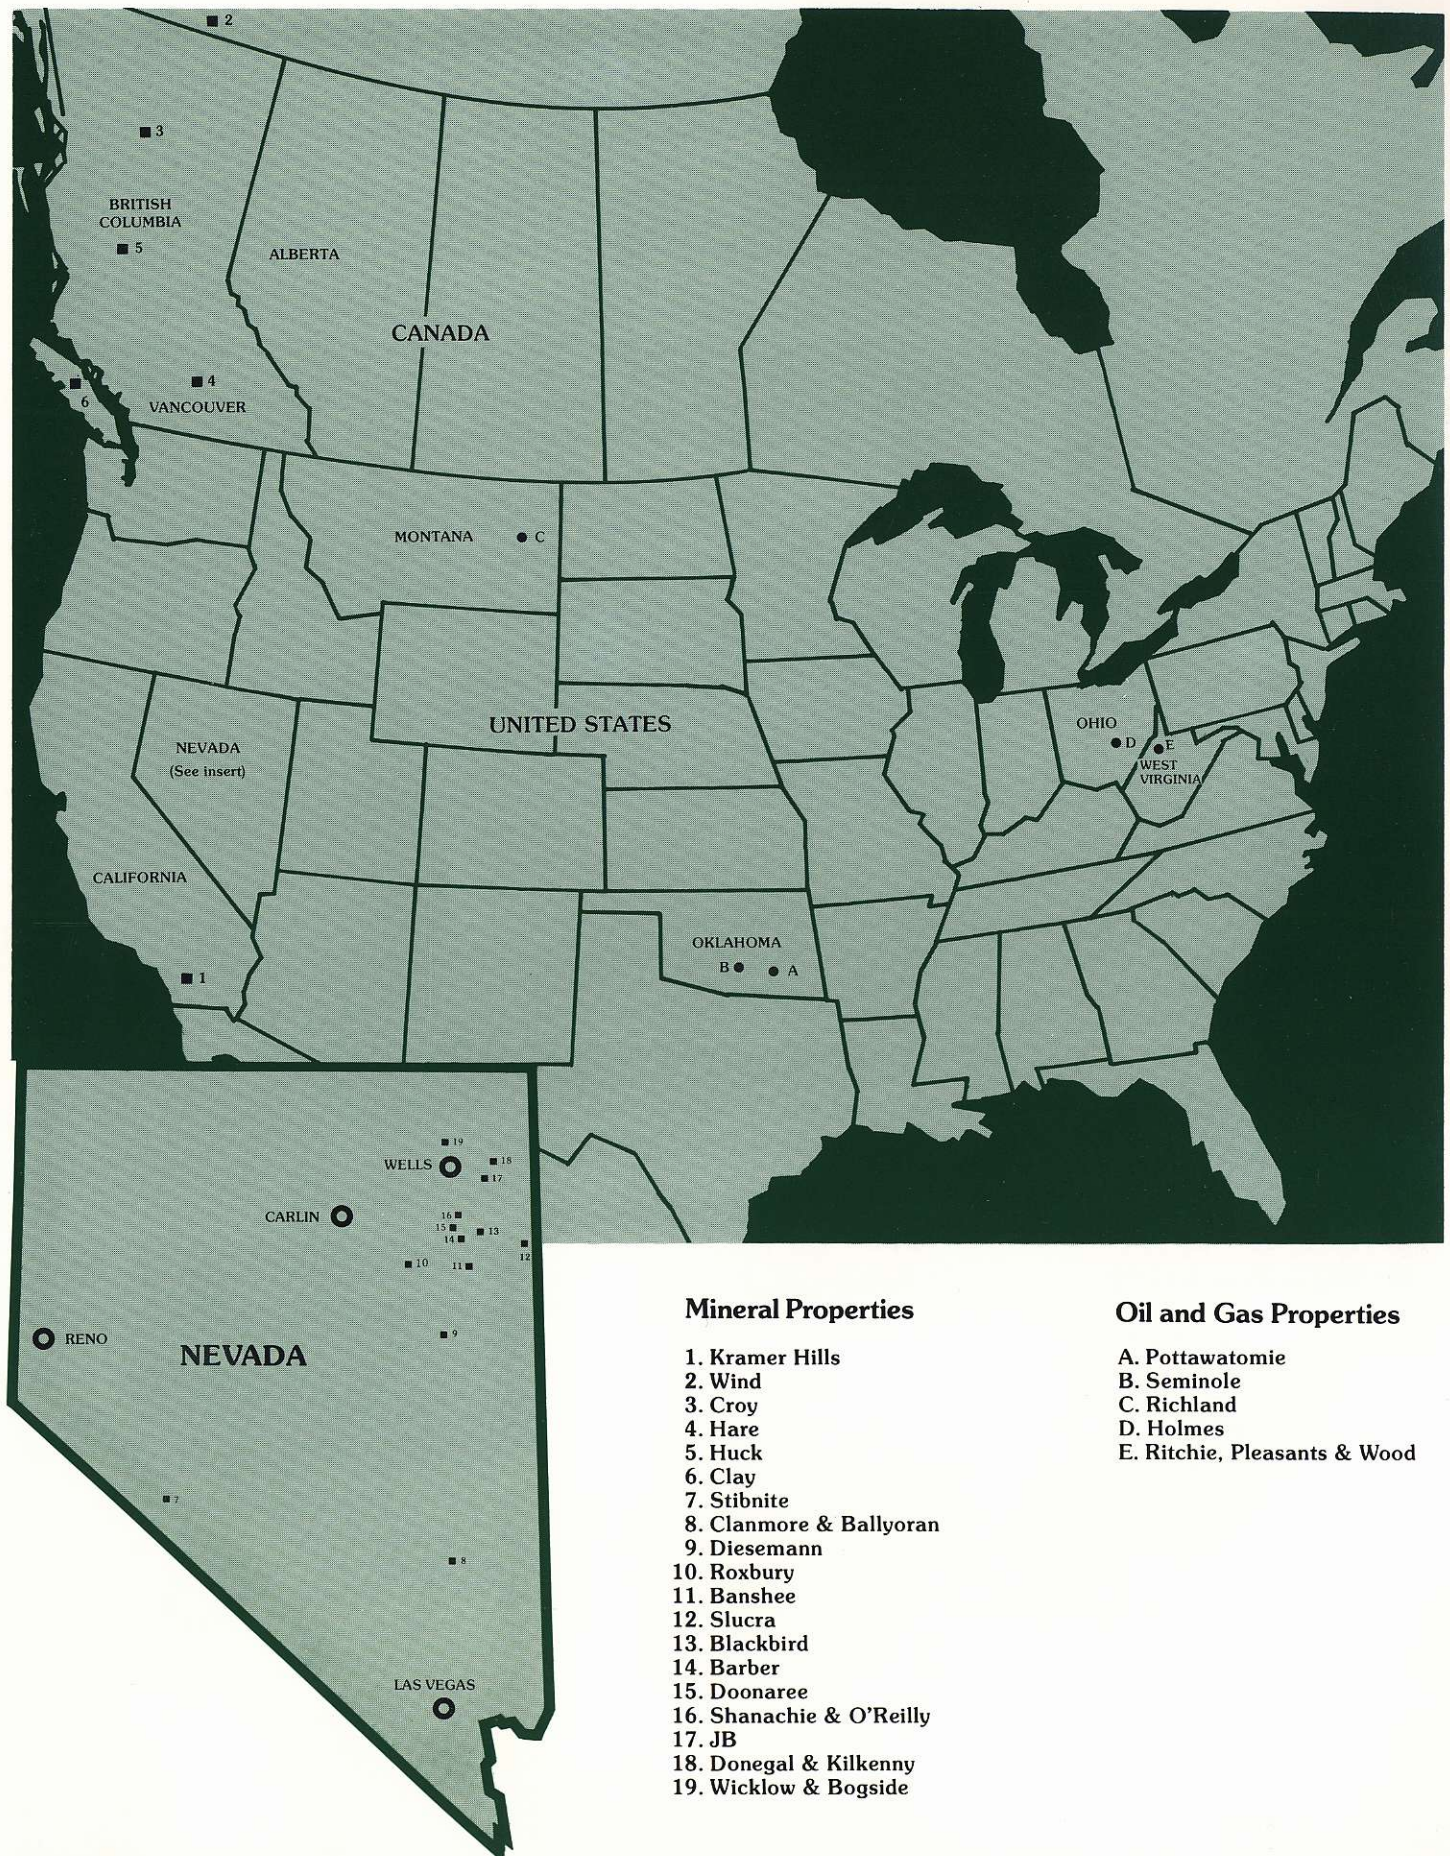 2
3
BRITISH
COLUMBIA
5
ALBERTA
CANADA
4
6
VANCOUVER
MONTANA
C
UNITED STATES
OHIO
D
E
WEST
VIRGINIA
NEVADA
(See insert)
CALIFORNIA
OKLAHOMA
B
A
1
19
WELLS
18
17
CARLIN
16
15
13
14
12
10
11
RENO
9
NEVADA
7
8
LAS VEGAS
Mineral Properties
1. Kramer Hills
2. Wind
3. Croy
4. Hare
5. Huck
6. Clay
7. Stibnite
8. Clanmore & Ballyoran
9. Diesemann
10. Roxbury
11. Banshee
12. Slucra
13. Blackbird
14. Barber
15. Doonaree
16. Shanachie & O'Reilly
17. JB
18. Donegal & Kilkenny
19. Wicklow & Bogside
Oil and Gas Properties
A. Pottawatomie
B. Seminole
C. Richland
D. Holmes
E. Ritchie, Pleasants & Wood